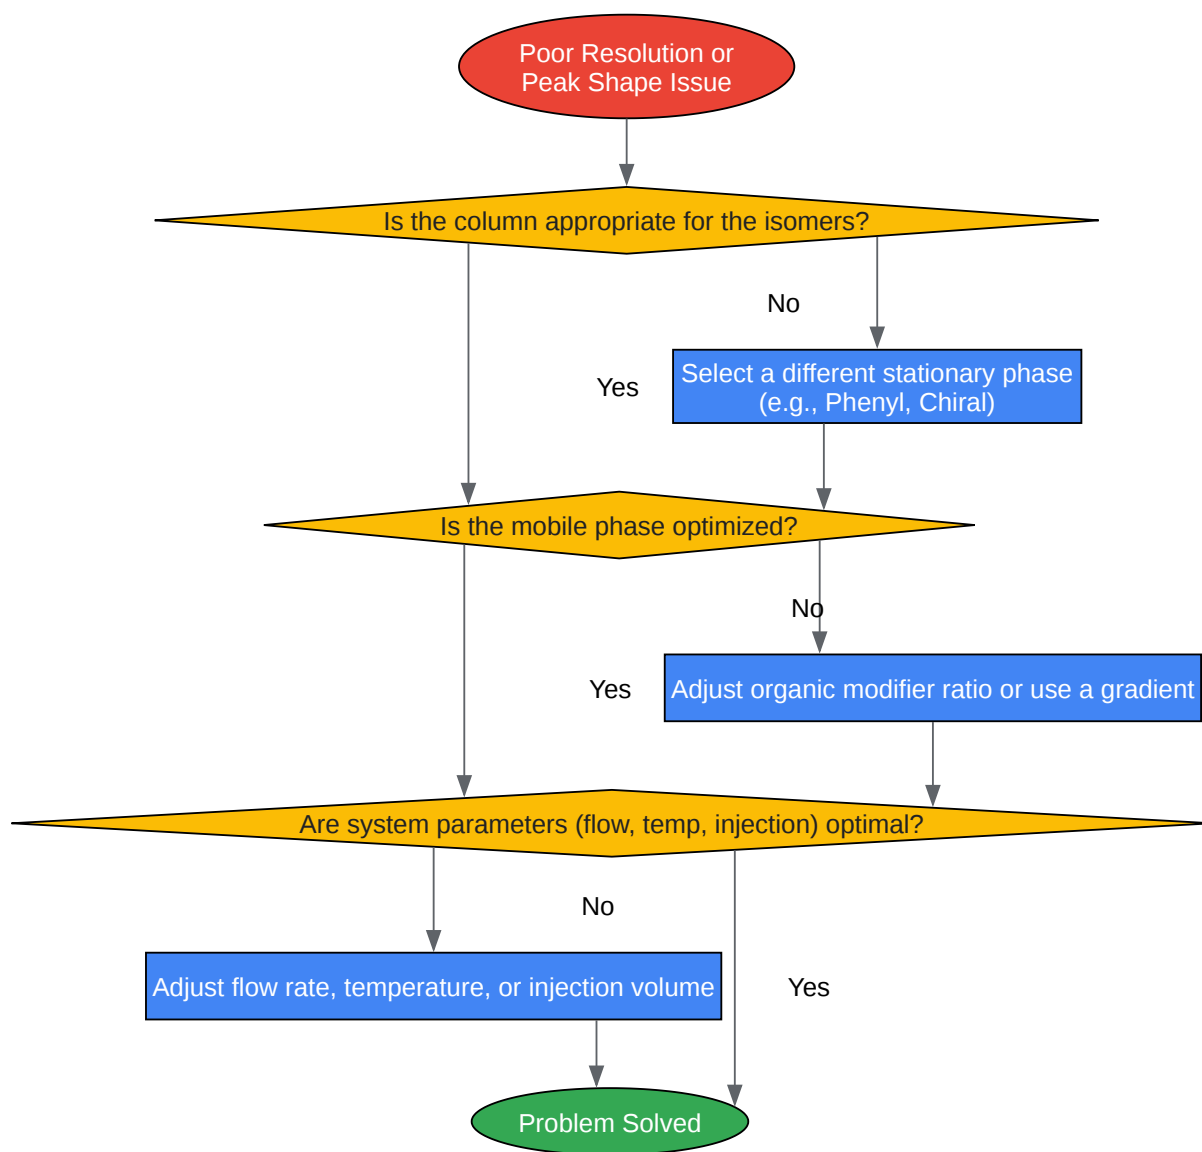 Poor Resolution or
Peak Shape Issue
Is the column appropriate for the isomers?
No
Select a different stationary phase
(e.g., Phenyl, Chiral)
Yes
Is the mobile phase optimized?
No
Yes
Adjust organic modifier ratio or use a gradient
Are system parameters (flow, temp, injection) optimal?
No
Adjust flow rate, temperature, or injection volume
Yes
Problem Solved